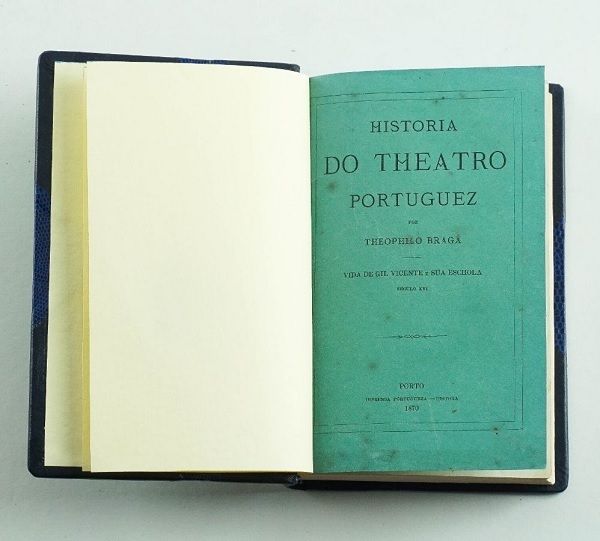 HISTORIA
DO THEATRO
PORTUGUEZ
POR
THEOPHILO BRAGA
VIDA DE GIL VICENTE E SUA ESCHOLA
SECULO XVI
PORTO
IMPRENSA PORTUGUEZA—EDITORA
1870